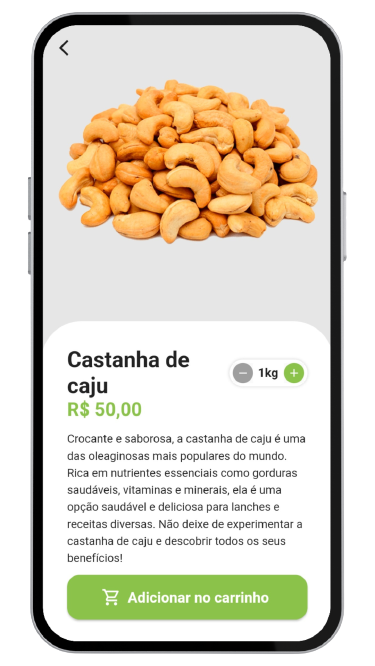 Castanha de
caju
1kg
R$ 50,00
Crocante e saborosa, a castanha de caju é uma
das oleaginosas mais populares do mundo.
Rica em nutrientes essenciais como gorduras
saudáveis, vitaminas e minerais, ela é uma
opção saudável e deliciosa para lanches e
receitas diversas. Não deixe de experimentar a
castanha de caju e descobrir todos os seus
benefícios!
Adicionar no carrinho